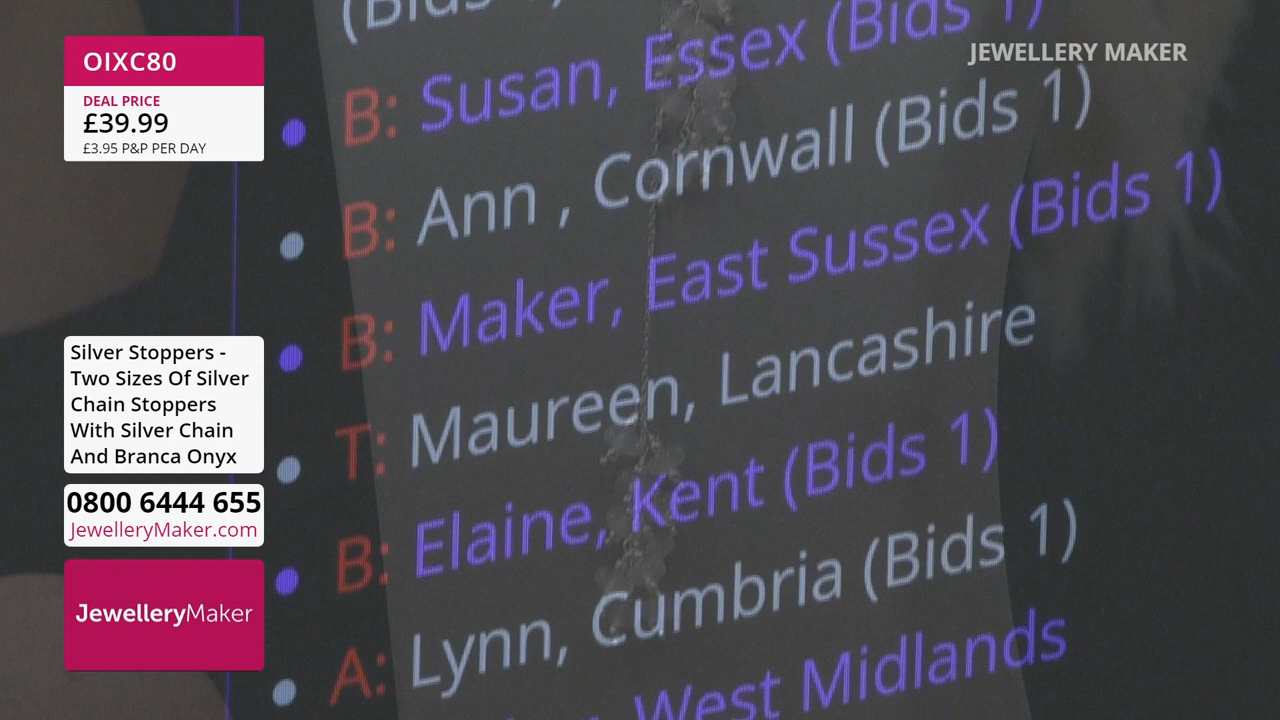 OIXC80
DEAL PRICE
£39.99
£3.95 P&P PER DAY
Silver Stoppers -
Two Sizes Of Silver
Chain Stoppers
With Silver Chain
And Branca Onyx
0800 6444 655
JewelleryMaker.com
JewelleryMaker
JEWELLERY MAKER
(Bids
B: Susan, Essex (Bids 1)
B: Ann , Cornwall (Bids 1)
B: Maker, East Sussex (Bids 1)
T: Maureen, Lancashire
B: Elaine, Kent (Bids 1)
A: Lynn, Cumbria (Bids 1)
West Midlands